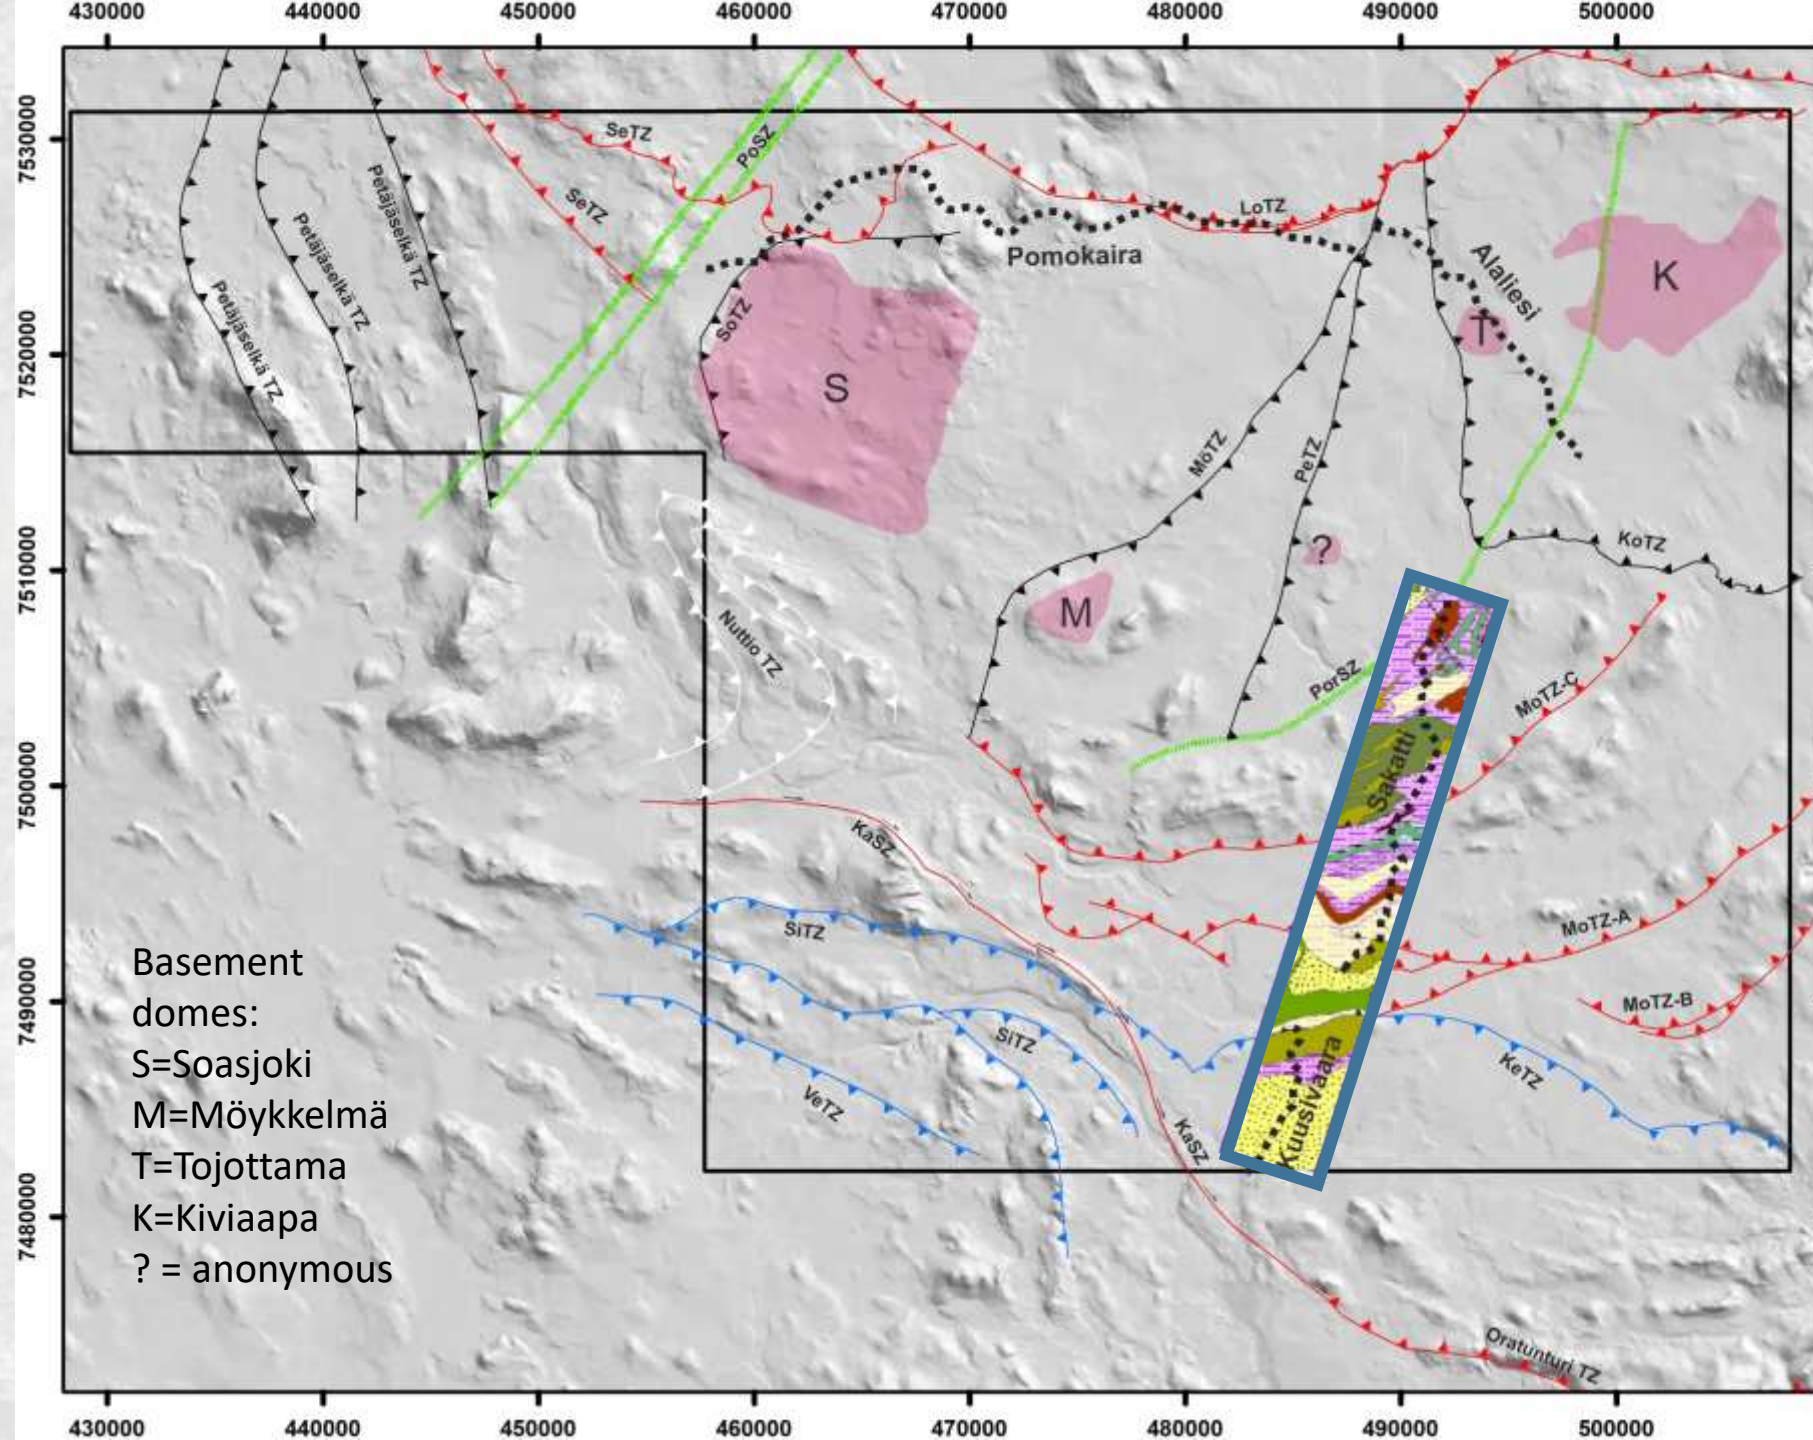 430000 440000 450000 460000 470000 480000 490000 500000
7530000
SeTZ
PoSZ
SeTZ
Petäjäselkä TZ
Petäjäselkä TZ
Petäjäselkä TZ
LoTZ
Pomokaira
Alaliesi
K
T
SoTZ
S
7520000
MöTZ
PeTZ
?
KoTZ
7510000
M
Nuttio TZ
PorSZ
MoTZ-C
Sakatti
7500000
KaSZ
SiTZ
MoTZ-A
7490000
MoTZ-B
SiTZ
KeTZ
VeTZ
Kuusivaara
KaSZ
7480000
Oratunturi TZ
Basement
domes:
S=Soasjoki
M=Möykkelmä
T=Tojottama
K=Kiviaapa
? = anonymous
430000 440000 450000 460000 470000 480000 490000 500000